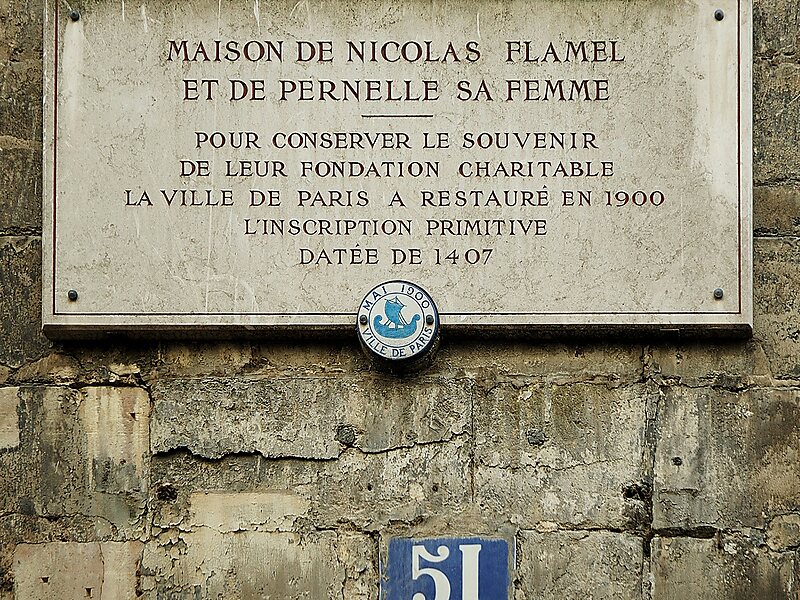 MAISON DE NICOLAS FLAMEL
ET DE PERNELLE SA FEMME
POUR CONSERVER LE SOUVENIR
DE LEUR FONDATION CHARITABLE
LA VILLE DE PARIS A RESTAURÉ EN 1900
L'INSCRIPTION PRIMITIVE
DATÉE DE 1407
MAI 1900
VILLE DE PARIS
51